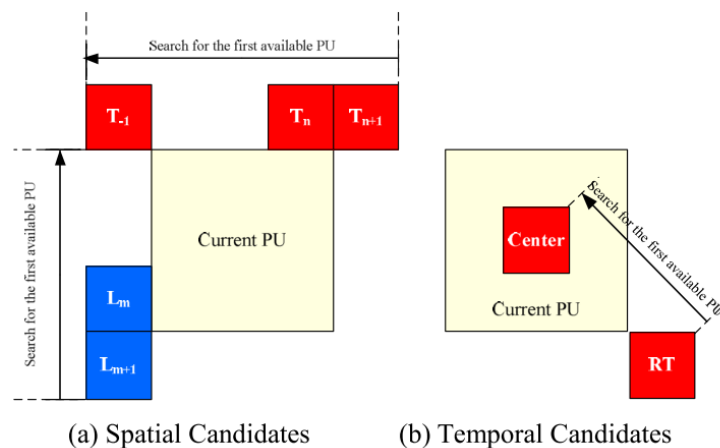 Search for the first available PU
T-1
Tn
Tn+1
Search for the first available PU
Current PU
Lm
Lm+1
(a) Spatial Candidates
Search for the first available PU
Center
Current PU
RT
(b) Temporal Candidates